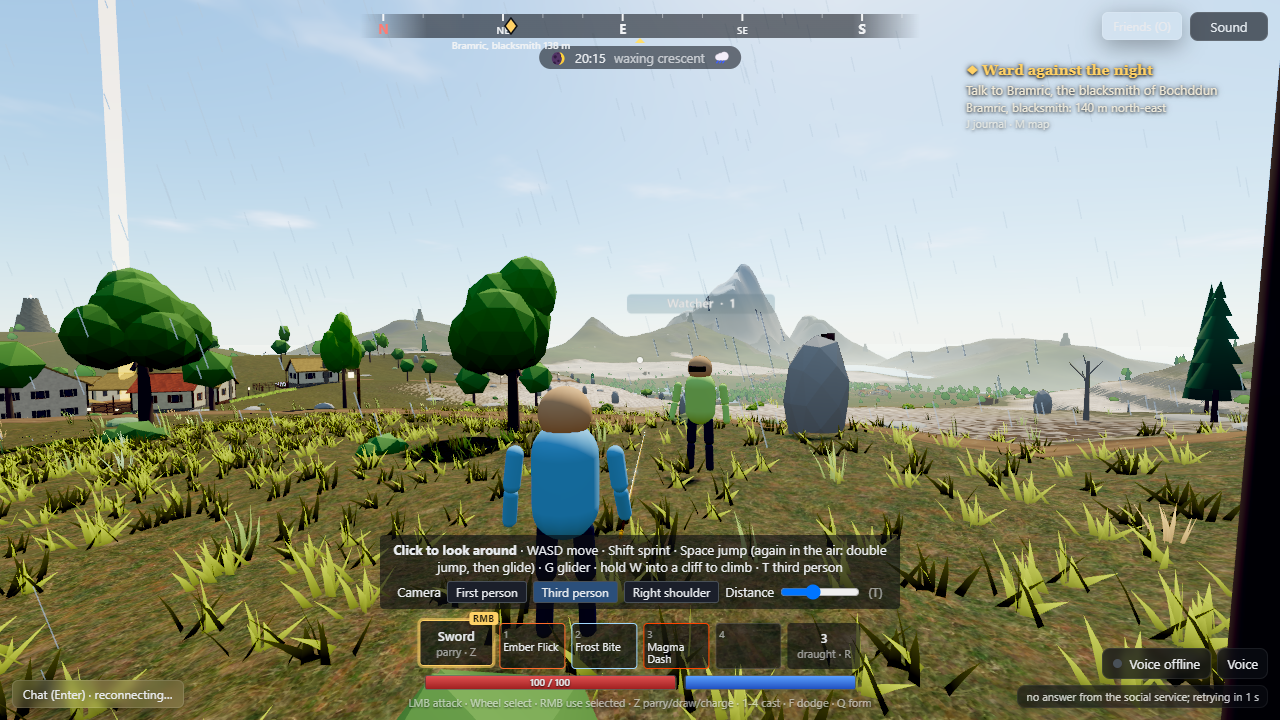 N
NE
E
SE
S
Bramric, blacksmith 138 m
20:15 waxing crescent
Friends (0)
Sound
Ward against the night
Talk to Bramric, the blacksmith of Bochddun
Bramric, blacksmith: 140 m north-east
J journal · M map
Watcher · 1
Click to look around · WASD move · Shift sprint · Space jump (again in the air: double
jump, then glide) · G glider · hold W into a cliff to climb · T third person
Camera First person Third person Right shoulder Distance (T)
RMB
Sword
parry · Z
1
Ember Flick
2
Frost Bite
3
Magma
Dash
4
3
draught · R
100 / 100
LMB attack · Wheel select · RMB use selected · Z parry/draw/charge · 1-4 cast · F dodge · Q form
Chat (Enter) · reconnecting...
Voice offline
Voice
no answer from the social service; retrying in 1 s